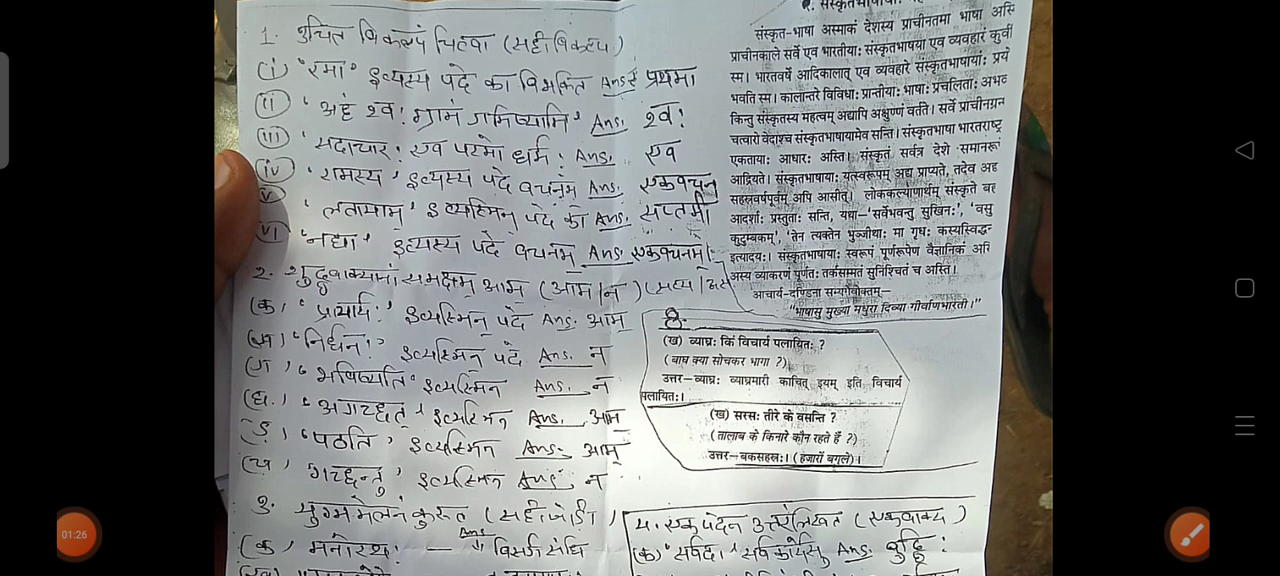 1. उचित विकल्पं चित्वा (सही विकल्प)
(i) 'रमा' इत्यस्य पदे का विभक्ति Ans. प्रथमा
(ii) 'अहं श्व: ग्रामं गमिष्यामि' Ans. श्व:
(iii) 'सदाचार: एव परमो धर्म: Ans. एव
(iv) 'रामस्य' इत्यस्य पदे वचनम् Ans. एकवचन
v 'लतायाम्' इत्यस्मिन् पदे का Ans. सप्तमी
vi 'नद्या' इत्यस्य पदे वचनम् Ans. एकवचनम्।
2. शुद्धवाक्यानां समक्षम् आम् (आम/न) (सत्य/अस
(क) 'प्राचार्य:' इत्यस्मिन् पदे Ans. आम्
(ख) 'निर्धन:' इत्यस्मिन पदे Ans. न
(ग) 'भविष्यति' इत्यस्मिन Ans. न
(घ) 'अगच्छत्' इत्यस्मिन Ans. आम्
(ङ) 'पठति' इत्यस्मिन Ans. आम्
(च) गच्छन्तु' इत्यस्मिन Ans. न
3. युग्ममेलनं कुरुत (सही जोड़ी)
(क) मनोरथ: — Ans विसर्ग संधि
संस्कृत-भाषा अस्माकं देशस्य प्राचीनतमा भाषा अस्ति
प्राचीनकाले सर्वे एव भारतीया: संस्कृतभाषया एव व्यवहारं कुर्व
स्म। भारतवर्षे आदिकालात् एव व्यवहारे संस्कृतभाषाया: प्रयो
भवति स्म। कालान्तरे विविधा: प्रान्तीया: भाषा: प्रचलिता: अभव
किन्तु संस्कृतस्य महत्वम् अद्यापि अक्षुण्णं वर्तते। सर्वे प्राचीनग्रन
चत्वारो वेदाश्च संस्कृतभाषायामेव सन्ति। संस्कृतभाषा भारतराष्ट्र
एकताया: आधार: अस्ति। संस्कृतं सर्वत्र देशे समानरूं
आद्रियते। संस्कृतभाषाया: यत्स्वरूपम् अद्य प्राप्यते, तदेव अद्
सहस्रवर्षपूर्वम् अपि आसीत्। लोककल्याणार्थम् संस्कृते बह
आदर्शा: प्रस्तुता: सन्ति, यथा–'सर्वेभवन्तु सुखिन:', 'वसु
कुटुम्बकम्', 'तेन त्यक्तेन भुञ्जीथा: मा गृध: कस्यस्विद्धन
इत्यादय:। संस्कृतभाषाया: स्वरूपं पूर्णरूपेण वैज्ञानिकं अरि
अस्य व्याकरणं पूर्णत: तर्कसम्मतं सुनिश्चितं च अस्ति।
आचार्य-दण्डिना सम्यगेवोक्तम्–
"भाषासु मुख्या मधुरा दिव्या गीर्वाणभारती।"
(ख) व्याघ्र: किं विचार्य पलायित: ?
(बाघ क्या सोचकर भागा ?)
उत्तर–व्याघ्र: व्याघ्रमारी काचित् इयम् इति विचार्य
पलायित:।
(ख) सरस: तीरे के वसन्ति ?
(तालाब के किनारे कौन रहते हैं ?)
उत्तर–बकसहस्र:। (हजारों बगुले)।
4. एकपदेन उत्तरं लिखत (एकवाक्य)
(क) 'सर्वदा' सर्वकार्येसु Ans. बुद्धि:
01:26